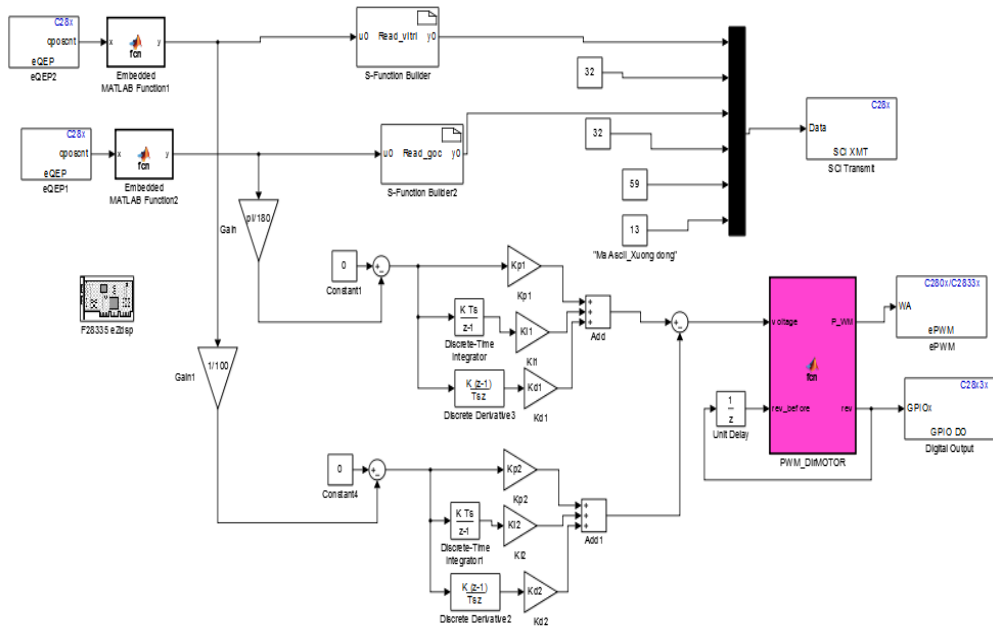 C28x
qposcnt
eQEP
eQEP2
x
fcn
y
Embedded
MATLAB Function1
u0
Read_vitri
y0
S-Function Builder
32
C28x
Data
SCI XMT
SCI Transmit
C28x
qposcnt
eQEP
eQEP1
x
fcn
y
Embedded
MATLAB Function2
u0
Read_goc
y0
S-Function Builder2
32
59
13
"Ma Ascii_Xuong dong"
pi/180
Gain
F28335 eZdsp
1/100
Gain1
0
Constant1
+
-
Kp1
Kp1
K Ts
z-1
Discrete-Time
Integrator
KI1
KI1
K (z-1)
Ts z
Discrete Derivative3
Kd1
Kd1
+
+
+
Add
+
-
voltage
P_WM
fcn
rev_before
rev
PWM_DirMOTOR
1
z
Unit Delay
C280x/C2833x
WA
ePWM
ePWM
C28x3x
GPIOx
GPIO DO
Digital Output
0
Constant4
+
-
Kp2
Kp2
K Ts
z-1
Discrete-Time
Integrator1
KI2
KI2
K (z-1)
Ts z
Discrete Derivative2
Kd2
Kd2
+
+
+
Add1